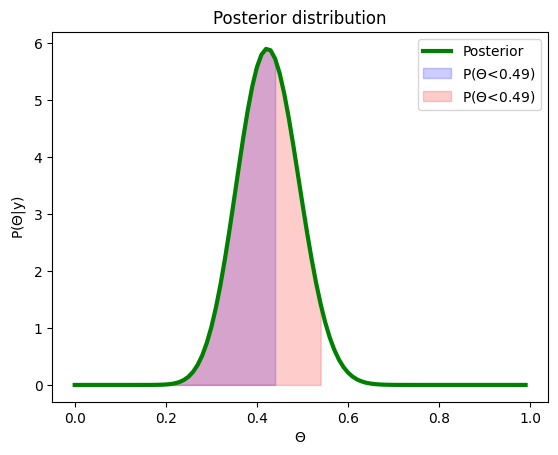 Posterior distribution
Posterior
P(Θ<0.49)
P(Θ<0.49)
P(Θ|y)
6
5
4
3
2
1
0
0.0 0.2 0.4 0.6 0.8 1.0
Θ